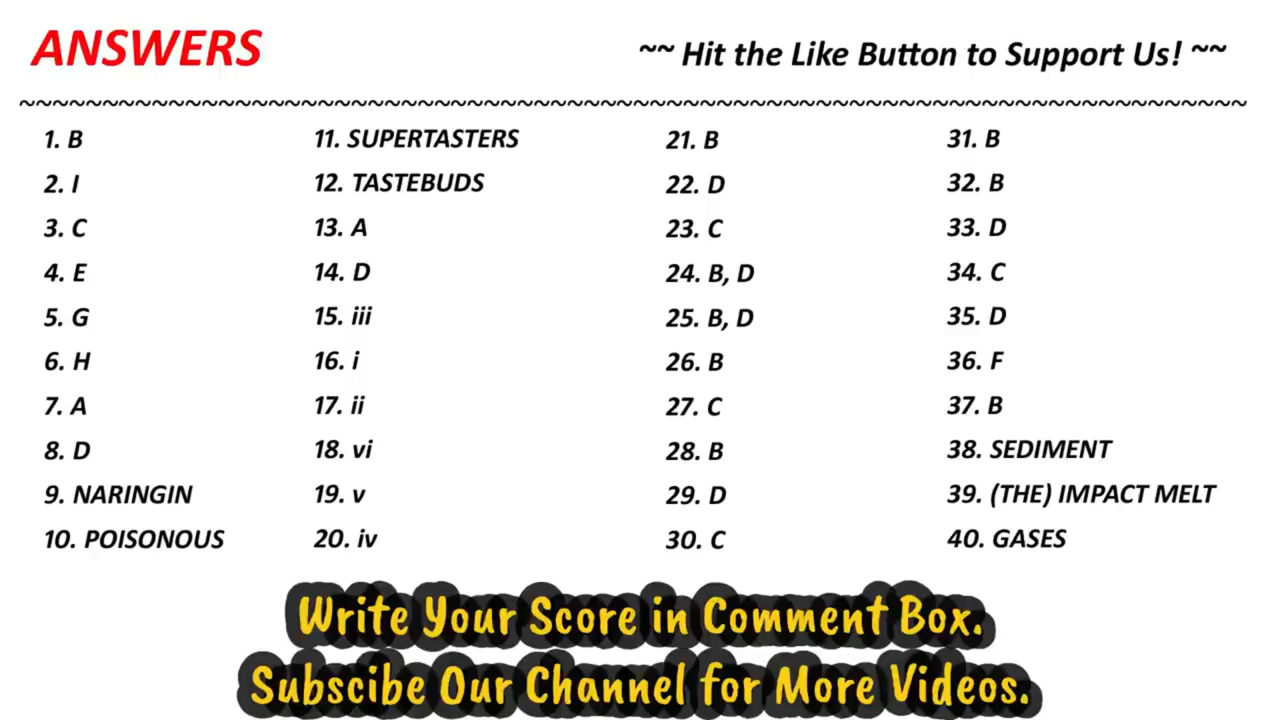 ANSWERS
~~ Hit the Like Button to Support Us! ~~
~~~~~~~~~~~~~~~~~~~~~~~~~~~~~~~~~~~~~~~~~~~~~~~~~~~~~~~~~~~~~~~~~~~~~~~~~~
1. B
2. I
3. C
4. E
5. G
6. H
7. A
8. D
9. NARINGIN
10. POISONOUS
11. SUPERTASTERS
12. TASTEBUDS
13. A
14. D
15. iii
16. i
17. ii
18. vi
19. v
20. iv
21. B
22. D
23. C
24. B, D
25. B, D
26. B
27. C
28. B
29. D
30. C
31. B
32. B
33. D
34. C
35. D
36. F
37. B
38. SEDIMENT
39. (THE) IMPACT MELT
40. GASES
Write Your Score in Comment Box.
Subscibe Our Channel for More Videos.